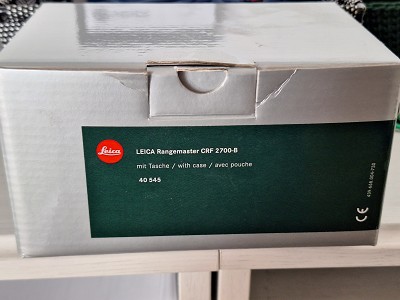 Leica
LEICA Rangemaster CRF 2700-B
mit Tasche / with case / avec pouche
40 545
CE